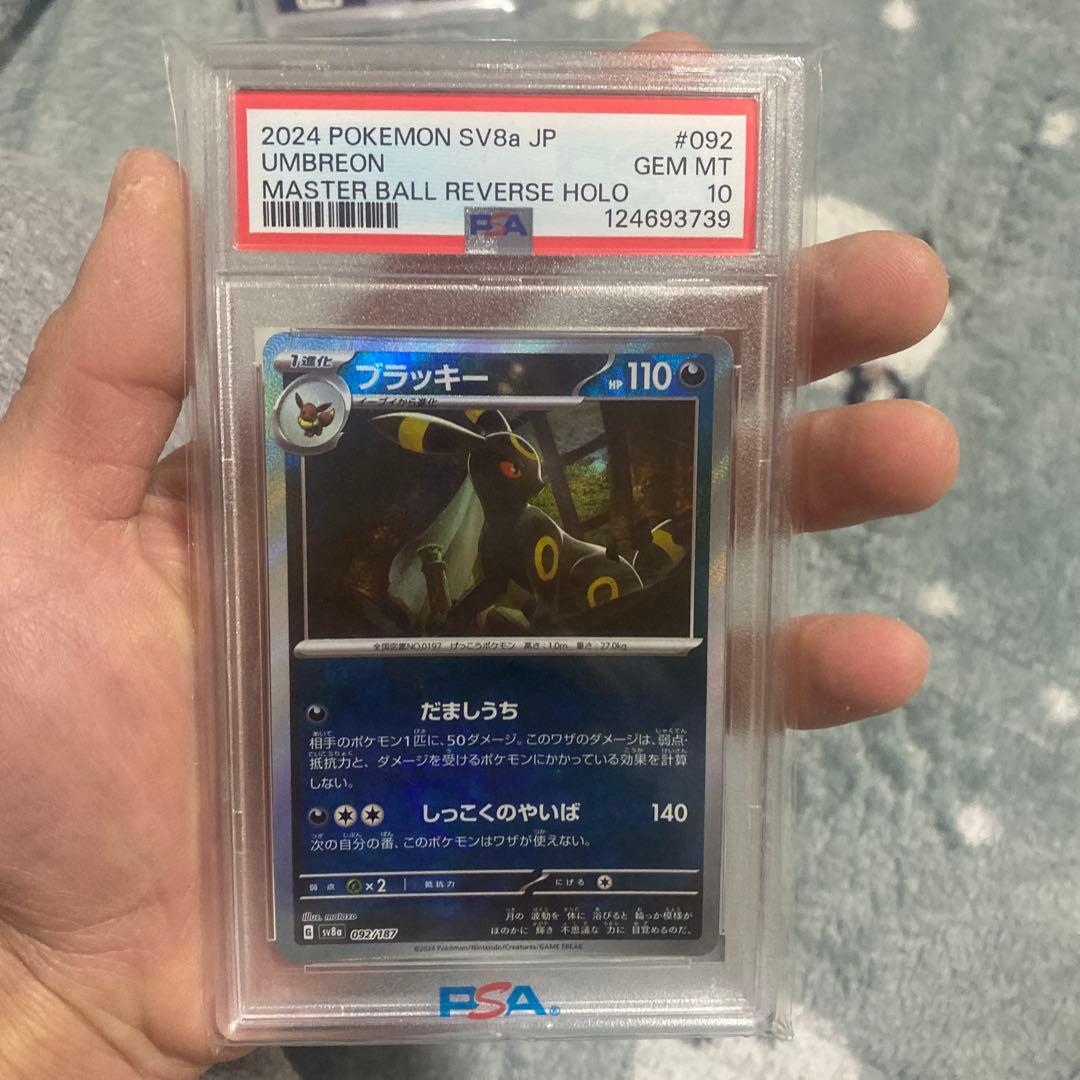 2024 POKEMON SV8a JP #092
UMBREON GEM MT
MASTER BALL REVERSE HOLO 10
PSA 124693739
1進化 ブラッキー HP 110
イーブイから進化
全国図鑑NO.0197 げっこうポケモン 高さ:1.0m 重さ:27.0kg
だましうち
相手のポケモン1匹に、50ダメージ。このワザのダメージは、弱点・
抵抗力と、ダメージを受けるポケモンにかかっている効果を計算
しない。
しっこくのやいば 140
次の自分の番、このポケモンはワザが使えない。
弱点 ×2 抵抗力 にげる
Illus. matazo
月の 波動を 体に 浴びると 輪っか模様が
G sv8a 092/187
ほのかに 輝き 不思議な 力に 目覚めるのだ。
©2024 Pokémon/Nintendo/Creatures/GAME FREAK
PSA